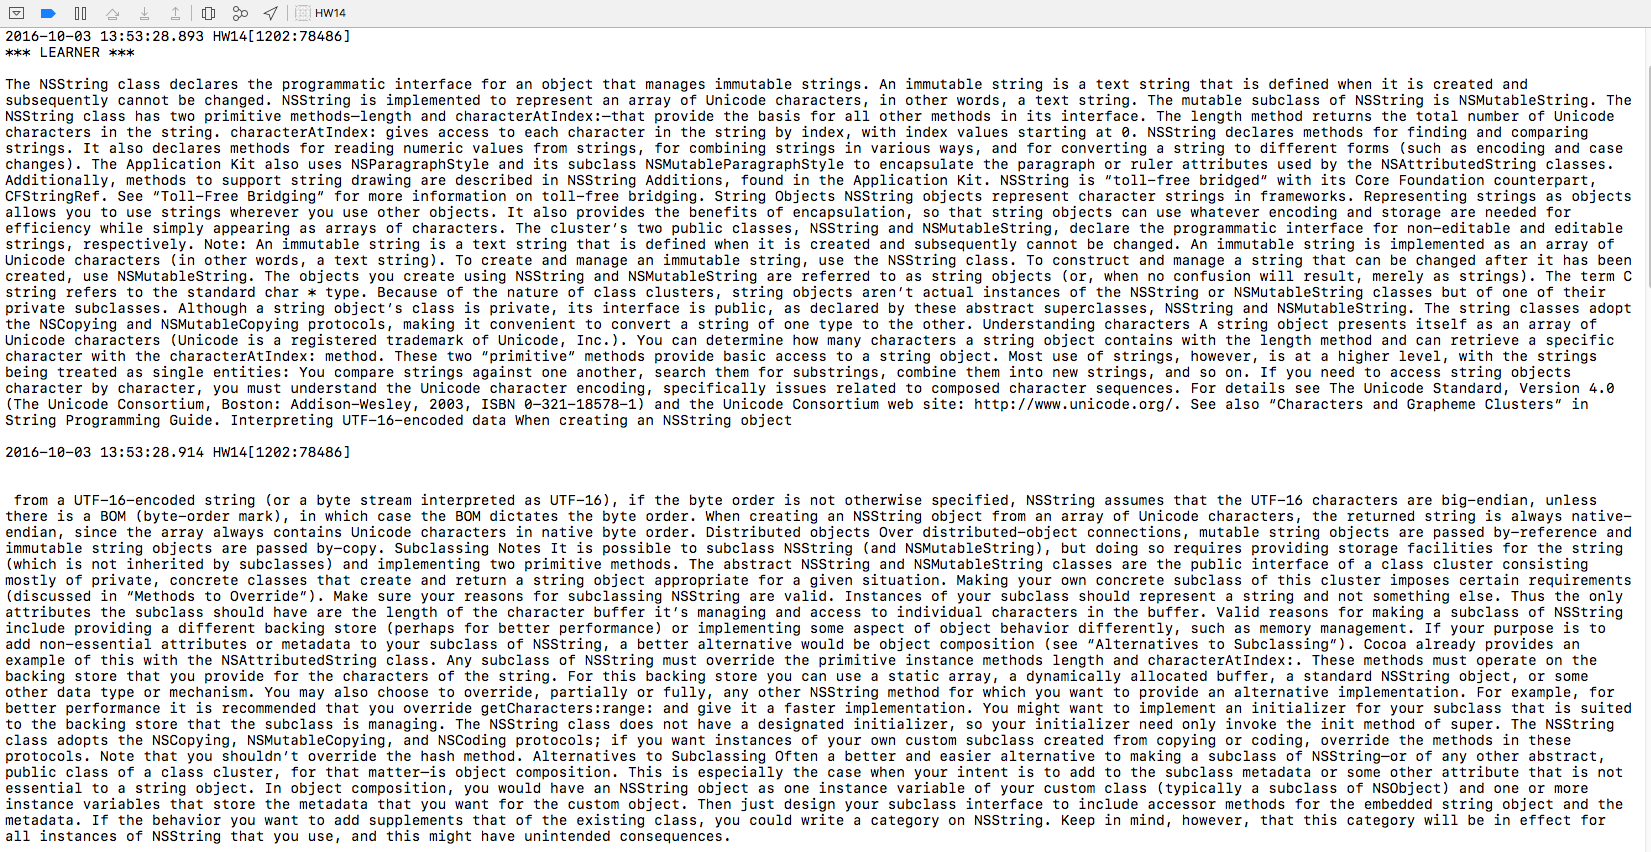 HW14
2016-10-03 13:53:28.893 HW14[1202:78486]
*** LEARNER ***
The NSString class declares the programmatic interface for an object that manages immutable strings. An immutable string is a text string that is defined when it is created and
subsequently cannot be changed. NSString is implemented to represent an array of Unicode characters, in other words, a text string. The mutable subclass of NSString is NSMutableString. The
NSString class has two primitive methods—length and characterAtIndex:—that provide the basis for all other methods in its interface. The length method returns the total number of Unicode
characters in the string. characterAtIndex: gives access to each character in the string by index, with index values starting at 0. NSString declares methods for finding and comparing
strings. It also declares methods for reading numeric values from strings, for combining strings in various ways, and for converting a string to different forms (such as encoding and case
changes). The Application Kit also uses NSParagraphStyle and its subclass NSMutableParagraphStyle to encapsulate the paragraph or ruler attributes used by the NSAttributedString classes.
Additionally, methods to support string drawing are described in NSString Additions, found in the Application Kit. NSString is “toll-free bridged” with its Core Foundation counterpart,
CFStringRef. See “Toll-Free Bridging” for more information on toll-free bridging. String Objects NSString objects represent character strings in frameworks. Representing strings as objects
allows you to use strings wherever you use other objects. It also provides the benefits of encapsulation, so that string objects can use whatever encoding and storage are needed for
efficiency while simply appearing as arrays of characters. The cluster’s two public classes, NSString and NSMutableString, declare the programmatic interface for non-editable and editable
strings, respectively. Note: An immutable string is a text string that is defined when it is created and subsequently cannot be changed. An immutable string is implemented as an array of
Unicode characters (in other words, a text string). To create and manage an immutable string, use the NSString class. To construct and manage a string that can be changed after it has been
created, use NSMutableString. The objects you create using NSString and NSMutableString are referred to as string objects (or, when no confusion will result, merely as strings). The term C
string refers to the standard char * type. Because of the nature of class clusters, string objects aren’t actual instances of the NSString or NSMutableString classes but of one of their
private subclasses. Although a string object’s class is private, its interface is public, as declared by these abstract superclasses, NSString and NSMutableString. The string classes adopt
the NSCopying and NSMutableCopying protocols, making it convenient to convert a string of one type to the other. Understanding characters A string object presents itself as an array of
Unicode characters (Unicode is a registered trademark of Unicode, Inc.). You can determine how many characters a string object contains with the length method and can retrieve a specific
character with the characterAtIndex: method. These two “primitive” methods provide basic access to a string object. Most use of strings, however, is at a higher level, with the strings
being treated as single entities: You compare strings against one another, search them for substrings, combine them into new strings, and so on. If you need to access string objects
character by character, you must understand the Unicode character encoding, specifically issues related to composed character sequences. For details see The Unicode Standard, Version 4.0
(The Unicode Consortium, Boston: Addison-Wesley, 2003, ISBN 0-321-18578-1) and the Unicode Consortium web site: http://www.unicode.org/. See also “Characters and Grapheme Clusters” in
String Programming Guide. Interpreting UTF-16-encoded data When creating an NSString object
2016-10-03 13:53:28.914 HW14[1202:78486]
from a UTF-16-encoded string (or a byte stream interpreted as UTF-16), if the byte order is not otherwise specified, NSString assumes that the UTF-16 characters are big-endian, unless
there is a BOM (byte-order mark), in which case the BOM dictates the byte order. When creating an NSString object from an array of Unicode characters, the returned string is always native-
endian, since the array always contains Unicode characters in native byte order. Distributed objects Over distributed-object connections, mutable string objects are passed by-reference and
immutable string objects are passed by-copy. Subclassing Notes It is possible to subclass NSString (and NSMutableString), but doing so requires providing storage facilities for the string
(which is not inherited by subclasses) and implementing two primitive methods. The abstract NSString and NSMutableString classes are the public interface of a class cluster consisting
mostly of private, concrete classes that create and return a string object appropriate for a given situation. Making your own concrete subclass of this cluster imposes certain requirements
(discussed in “Methods to Override”). Make sure your reasons for subclassing NSString are valid. Instances of your subclass should represent a string and not something else. Thus the only
attributes the subclass should have are the length of the character buffer it’s managing and access to individual characters in the buffer. Valid reasons for making a subclass of NSString
include providing a different backing store (perhaps for better performance) or implementing some aspect of object behavior differently, such as memory management. If your purpose is to
add non-essential attributes or metadata to your subclass of NSString, a better alternative would be object composition (see “Alternatives to Subclassing”). Cocoa already provides an
example of this with the NSAttributedString class. Any subclass of NSString must override the primitive instance methods length and characterAtIndex:. These methods must operate on the
backing store that you provide for the characters of the string. For this backing store you can use a static array, a dynamically allocated buffer, a standard NSString object, or some
other data type or mechanism. You may also choose to override, partially or fully, any other NSString method for which you want to provide an alternative implementation. For example, for
better performance it is recommended that you override getCharacters:range: and give it a faster implementation. You might want to implement an initializer for your subclass that is suited
to the backing store that the subclass is managing. The NSString class does not have a designated initializer, so your initializer need only invoke the init method of super. The NSString
class adopts the NSCopying, NSMutableCopying, and NSCoding protocols; if you want instances of your own custom subclass created from copying or coding, override the methods in these
protocols. Note that you shouldn’t override the hash method. Alternatives to Subclassing Often a better and easier alternative to making a subclass of NSString—or of any other abstract,
public class of a class cluster, for that matter—is object composition. This is especially the case when your intent is to add to the subclass metadata or some other attribute that is not
essential to a string object. In object composition, you would have an NSString object as one instance variable of your custom class (typically a subclass of NSObject) and one or more
instance variables that store the metadata that you want for the custom object. Then just design your subclass interface to include accessor methods for the embedded string object and the
metadata. If the behavior you want to add supplements that of the existing class, you could write a category on NSString. Keep in mind, however, that this category will be in effect for
all instances of NSString that you use, and this might have unintended consequences.